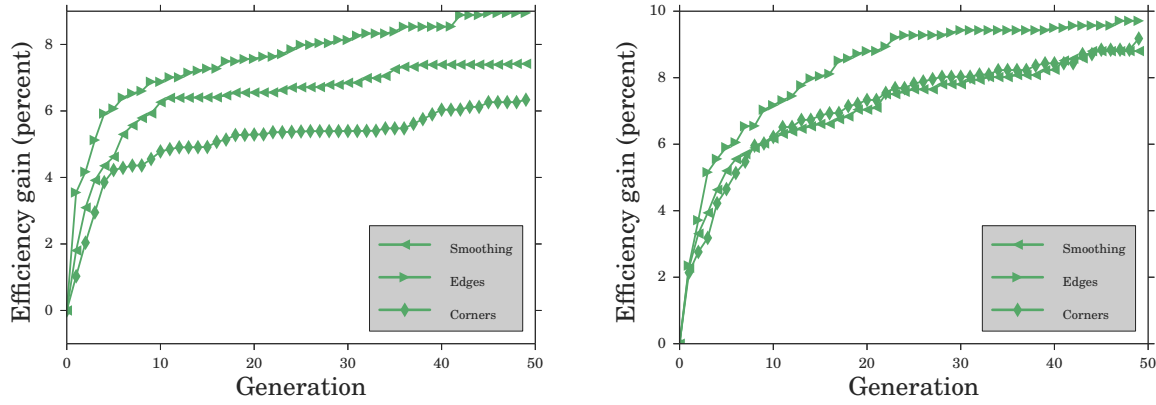 Efficiency gain (percent)
8
6
4
2
0
Smoothing
Edges
Corners
0 10 20 30 40 50
Generation
Efficiency gain (percent)
10
8
6
4
2
0
Smoothing
Edges
Corners
0 10 20 30 40 50
Generation